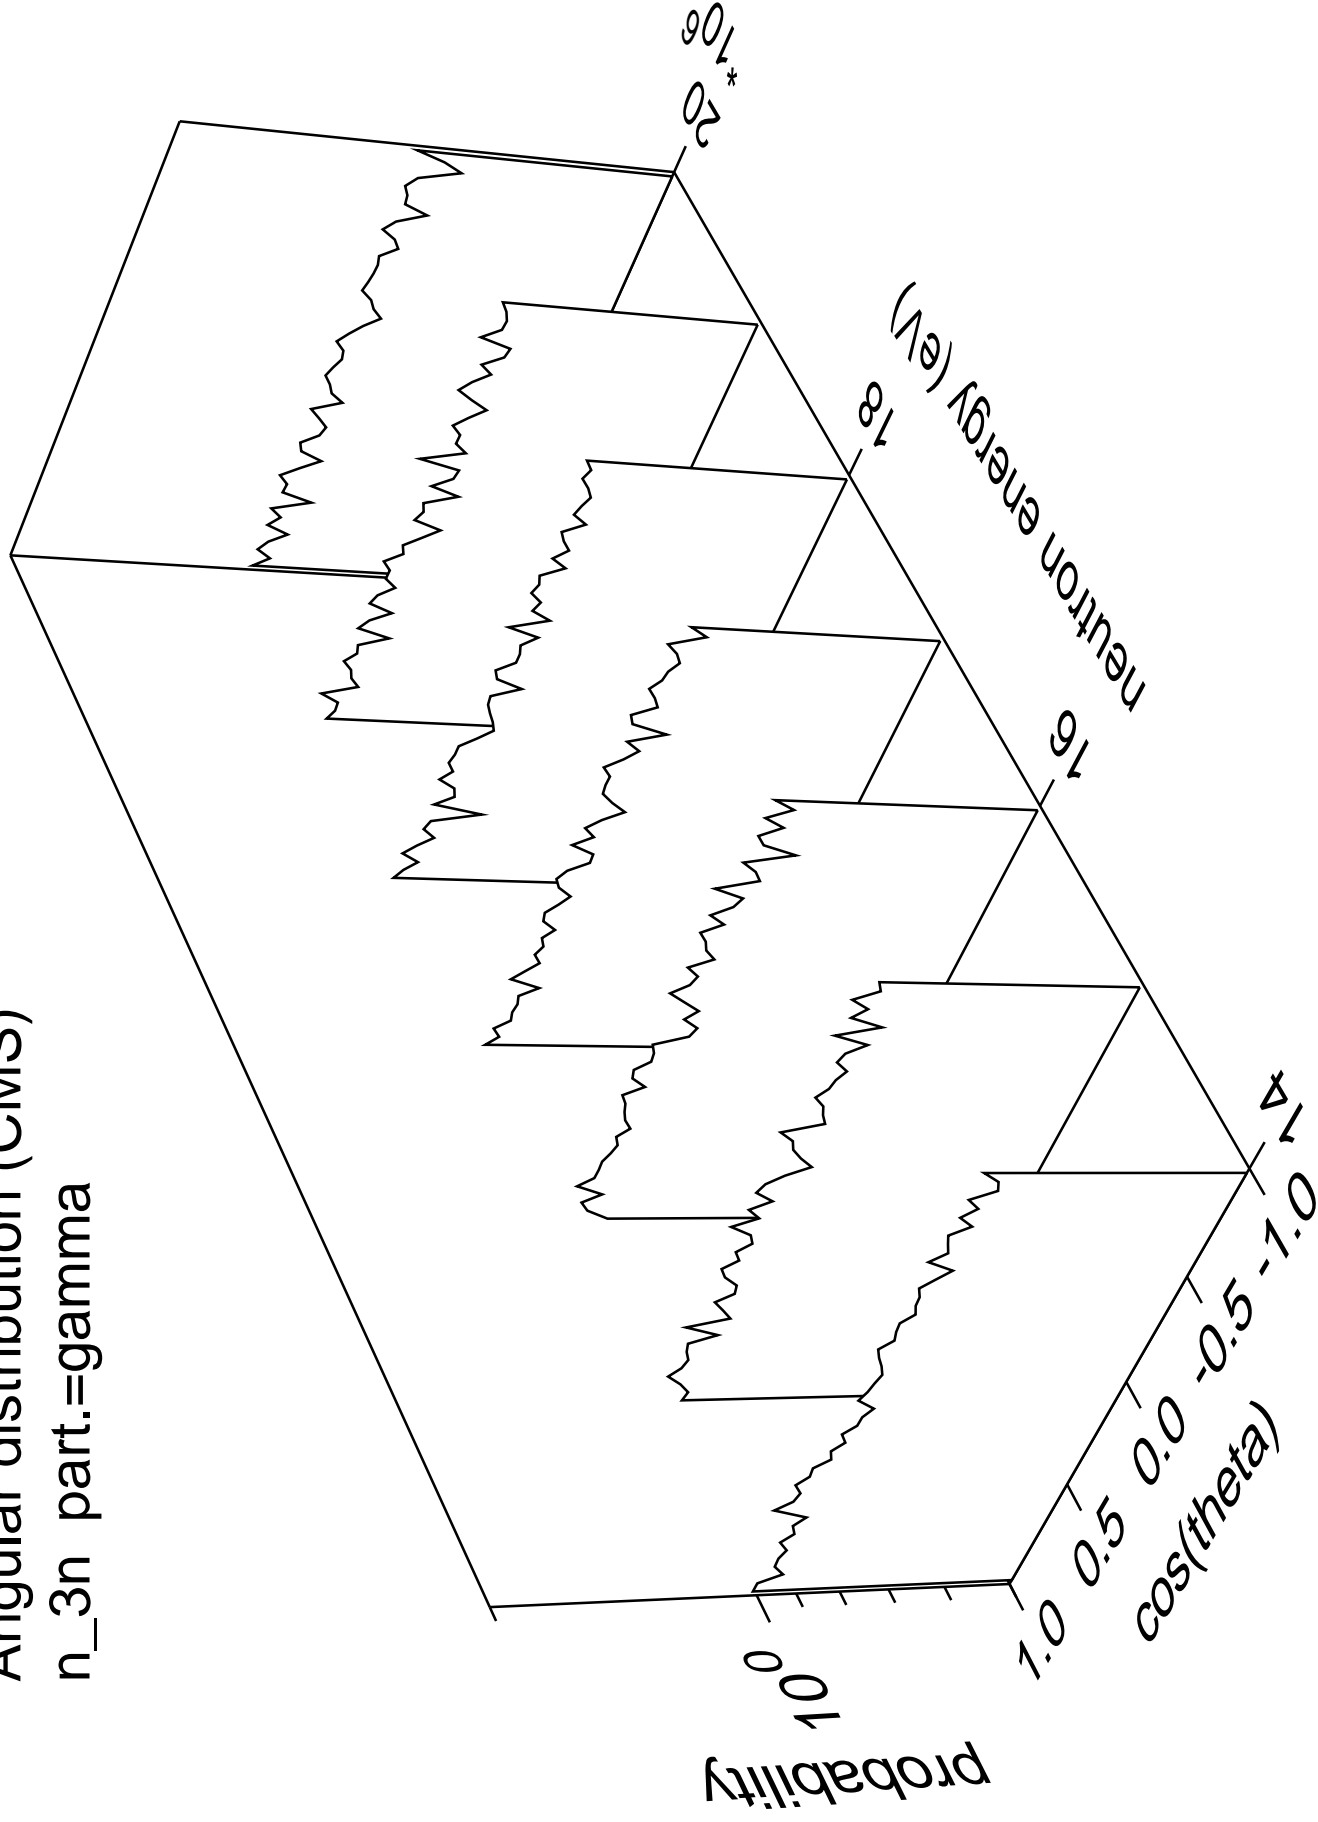 Angular distribution (CMS)
n_3n part.=gamma
probability
10^0
cos(theta)
1.0 0.5 0.0 -0.5 -1.0
neutron energy (eV)
14 16 18 20
*10^6